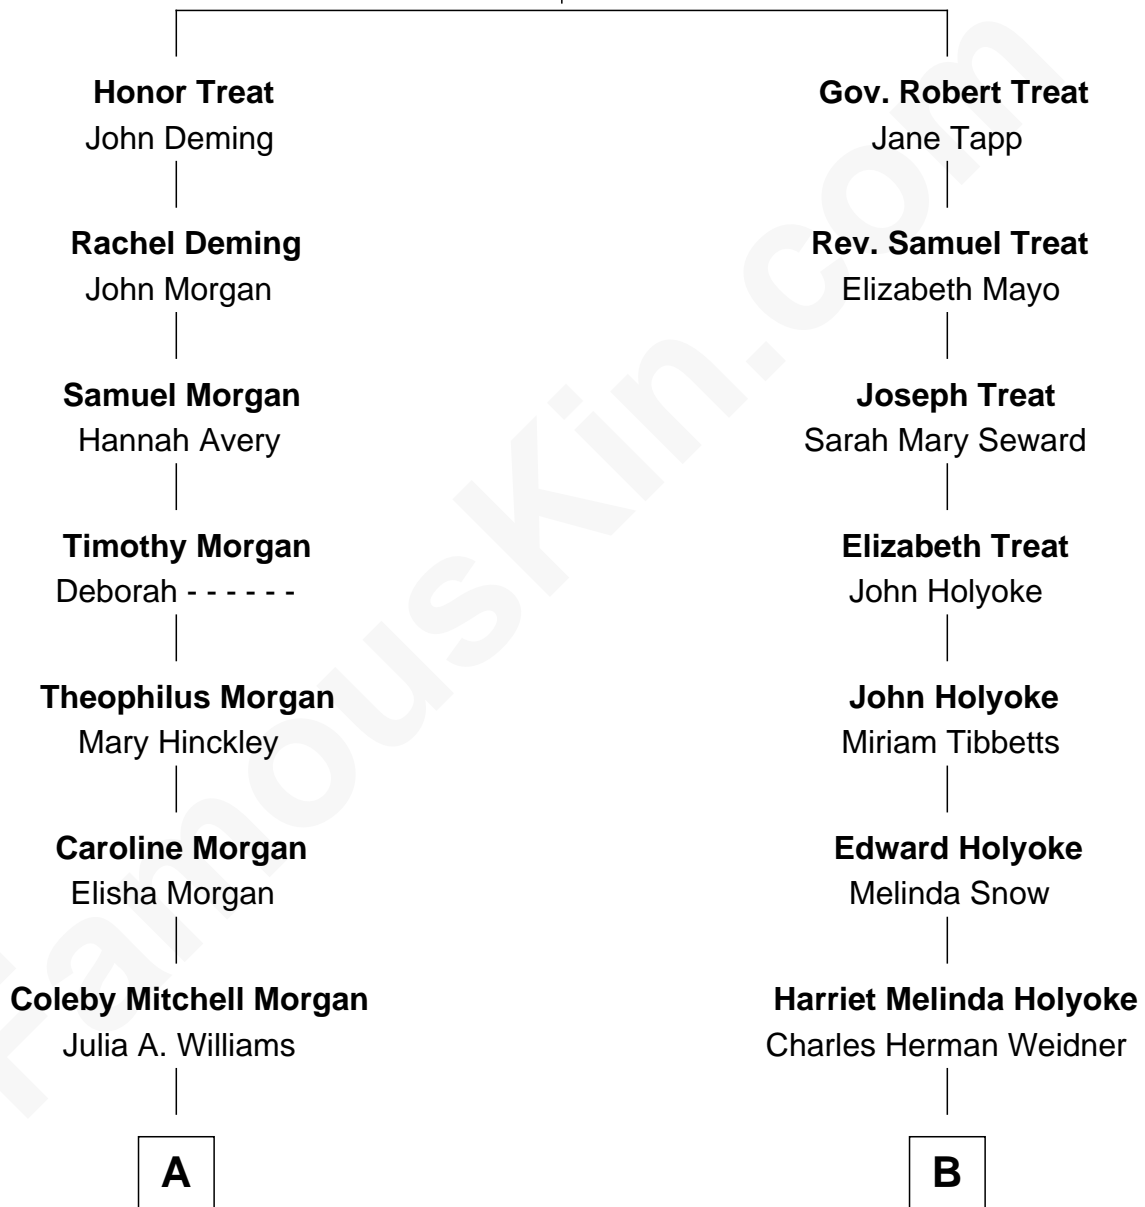 Honor Treat
John Deming
Gov. Robert Treat
Jane Tapp
Rachel Deming
John Morgan
Rev. Samuel Treat
Elizabeth Mayo
Samuel Morgan
Hannah Avery
Joseph Treat
Sarah Mary Seward
Timothy Morgan
Deborah - - - - - -
Elizabeth Treat
John Holyoke
Theophilus Morgan
Mary Hinckley
John Holyoke
Miriam Tibbetts
Caroline Morgan
Elisha Morgan
Edward Holyoke
Melinda Snow
Coleby Mitchell Morgan
Julia A. Williams
Harriet Melinda Holyoke
Charles Herman Weidner
A
B
FamousKin.com